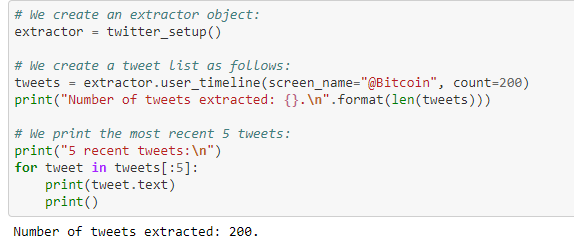 # We create an extractor object:
extractor = twitter_setup()
# We create a tweet list as follows:
tweets = extractor.user_timeline(screen_name="@Bitcoin", count=200)
print("Number of tweets extracted: {}.\n".format(len(tweets)))
# We print the most recent 5 tweets:
print("5 recent tweets:\n")
for tweet in tweets[:5]:
    print(tweet.text)
    print()
Number of tweets extracted: 200.